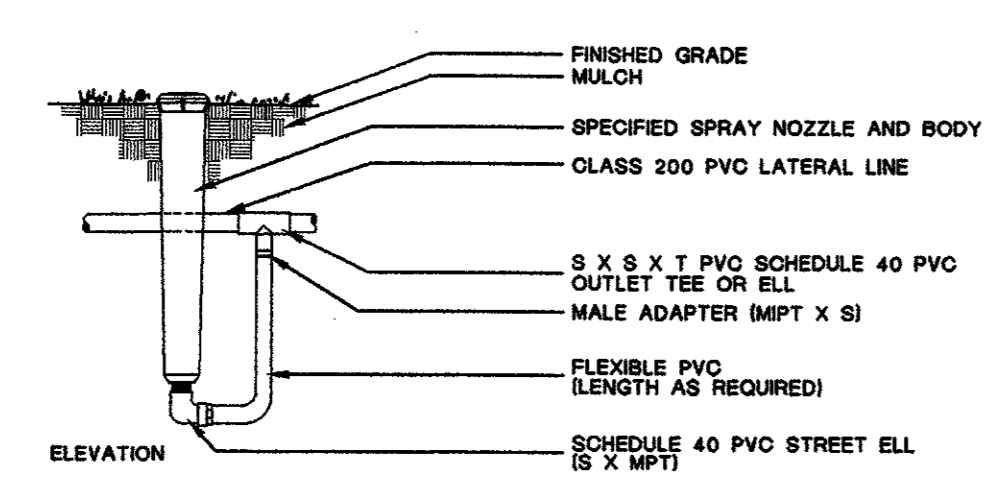 FINISHED GRADE
MULCH
SPECIFIED SPRAY NOZZLE AND BODY
CLASS 200 PVC LATERAL LINE
S X S X T PVC SCHEDULE 40 PVC
OUTLET TEE OR ELL
MALE ADAPTER (MIPT X S)
FLEXIBLE PVC
(LENGTH AS REQUIRED)
SCHEDULE 40 PVC STREET ELL
(S X MPT)
ELEVATION